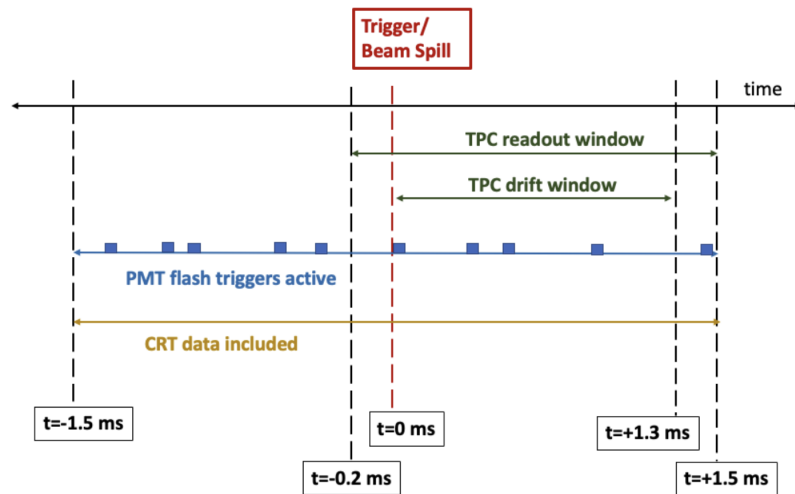 Trigger/
Beam Spill
time
TPC readout window
TPC drift window
PMT flash triggers active
CRT data included
t=-1.5 ms
t=0 ms
t=+1.3 ms
t=-0.2 ms
t=+1.5 ms